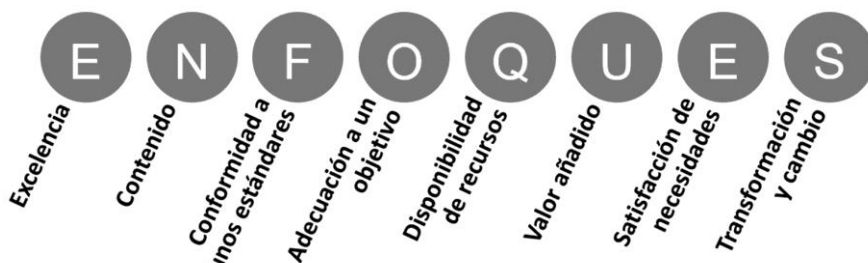 E N F O Q U E S
Excelencia
Contenido
Conformidad a
unos estándares
Adecuación a un
objetivo
Disponibilidad
de recursos
Valor añadido
Satisfacción de
necesidades
Transformación
y cambio